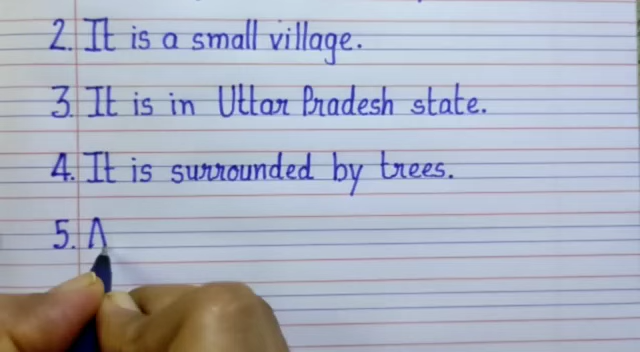 2. It is a small village.
3. It is in Uttar Pradesh state.
4. It is surrounded by trees.
5.